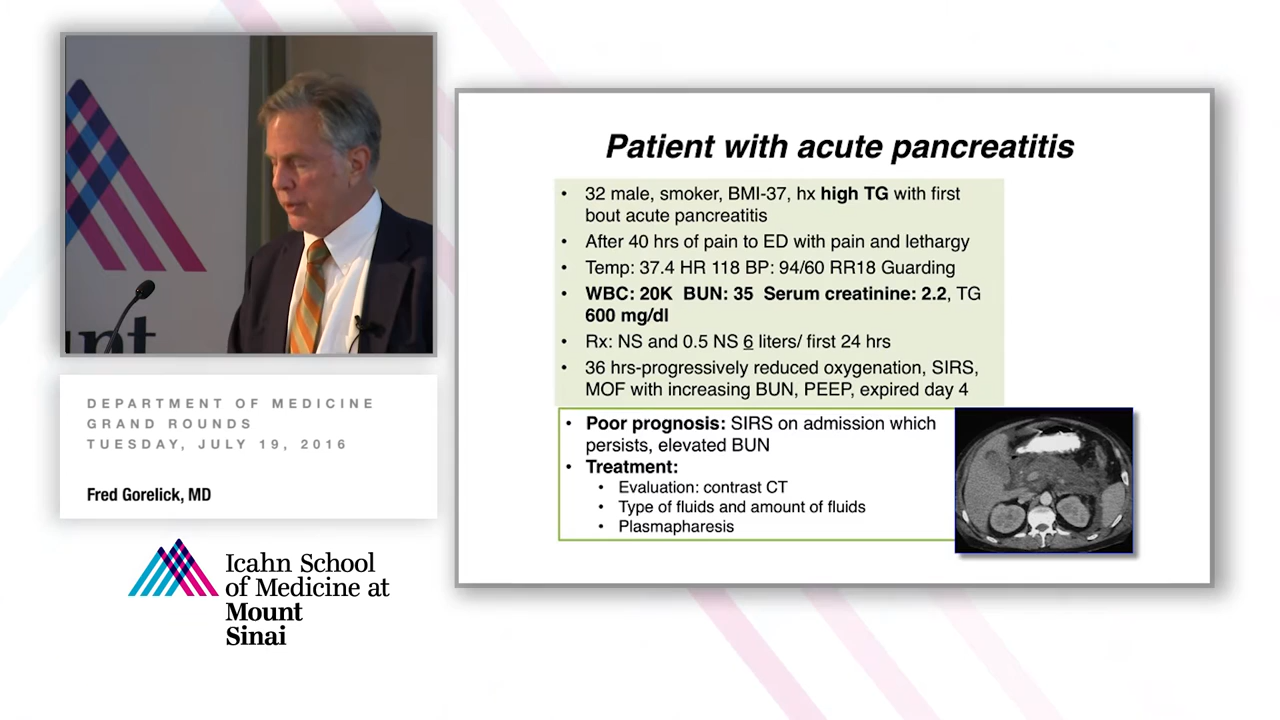 unt
DEPARTMENT OF MEDICINE
GRAND ROUNDS
TUESDAY, JULY 19, 2016
Fred Gorelick, MD
Icahn School
of Medicine at
Mount
Sinai
Patient with acute pancreatitis
• 32 male, smoker, BMI-37, hx high TG with first
bout acute pancreatitis
• After 40 hrs of pain to ED with pain and lethargy
• Temp: 37.4 HR 118 BP: 94/60 RR18 Guarding
• WBC: 20K BUN: 35 Serum creatinine: 2.2, TG
600 mg/dl
• Rx: NS and 0.5 NS 6 liters/ first 24 hrs
• 36 hrs-progressively reduced oxygenation, SIRS,
MOF with increasing BUN, PEEP, expired day 4
• Poor prognosis: SIRS on admission which
persists, elevated BUN
• Treatment:
• Evaluation: contrast CT
• Type of fluids and amount of fluids
• Plasmapharesis